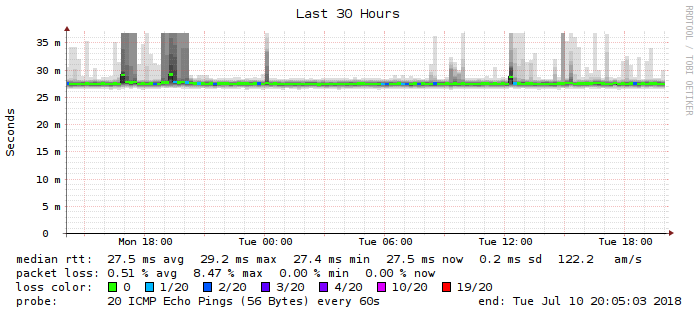 Last 30 Hours
RRDTOOL / TOBI OETIKER
Seconds
35 m
30 m
25 m
20 m
15 m
10 m
5 m
0
Mon 18:00 Tue 00:00 Tue 06:00 Tue 12:00 Tue 18:00
median rtt: 27.5 ms avg 29.2 ms max 27.4 ms min 27.5 ms now 0.2 ms sd 122.2 am/s
packet loss: 0.51 % avg 8.47 % max 0.00 % min 0.00 % now
loss color: 0 1/20 2/20 3/20 4/20 10/20 19/20
probe: 20 ICMP Echo Pings (56 Bytes) every 60s end: Tue Jul 10 20:05:03 2018